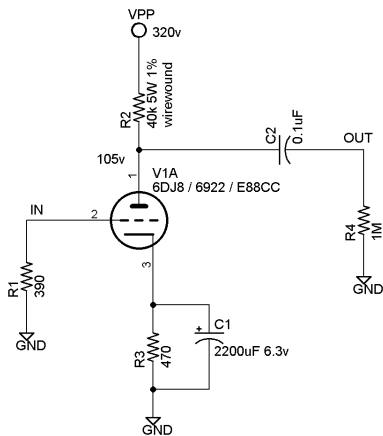 VPP
320v
R2
40k 5W 1%
wirewound
105v
C2
0.1uF
OUT
1
V1A
6DJ8 / 6922 / E88CC
IN
2
3
R1
390
GND
R4
1M
GND
R3
470
+
C1
2200uF 6.3v
GND